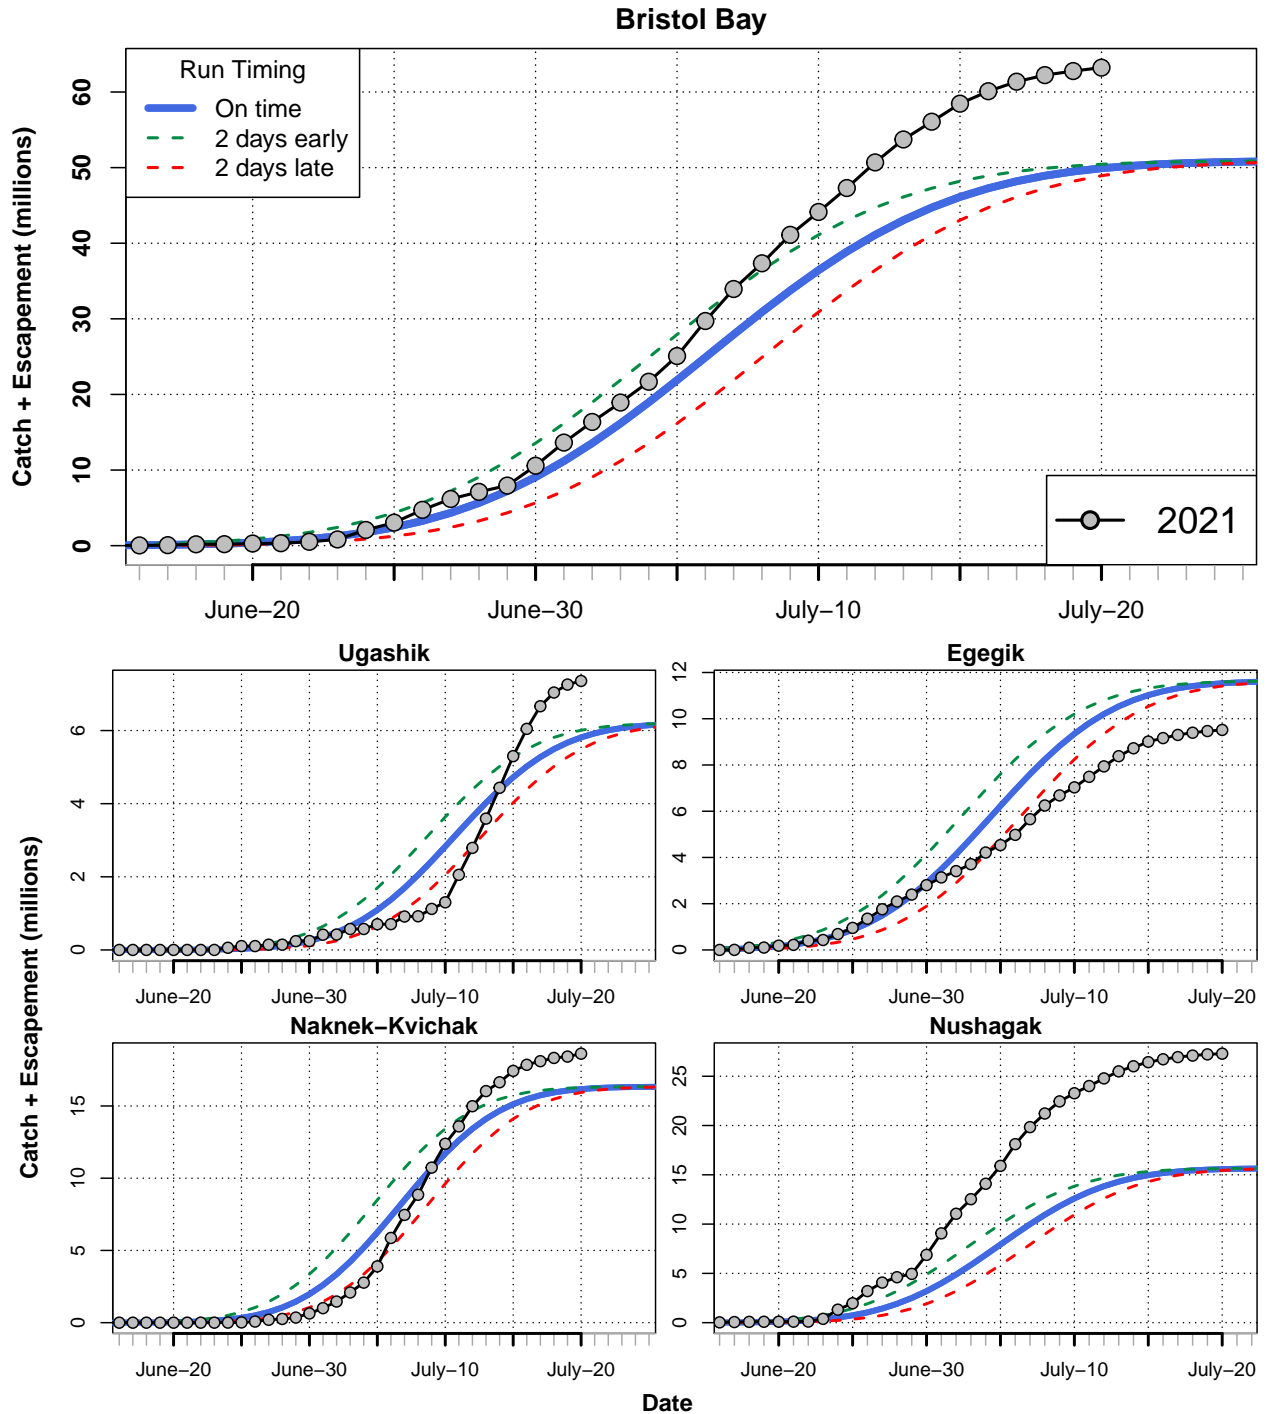 Bristol Bay
Run Timing
On time
2 days early
2 days late
Catch + Escapement (millions)
60
50
40
30
20
10
0
2021
June−20 June−30 July−10 July−20
Ugashik
6
4
2
0
June−20 June−30 July−10 July−20
Egegik
12
10
8
6
4
2
0
June−20 June−30 July−10 July−20
Catch + Escapement (millions)
Naknek−Kvichak
15
10
5
0
June−20 June−30 July−10 July−20
Nushagak
25
20
15
10
5
0
June−20 June−30 July−10 July−20
Date